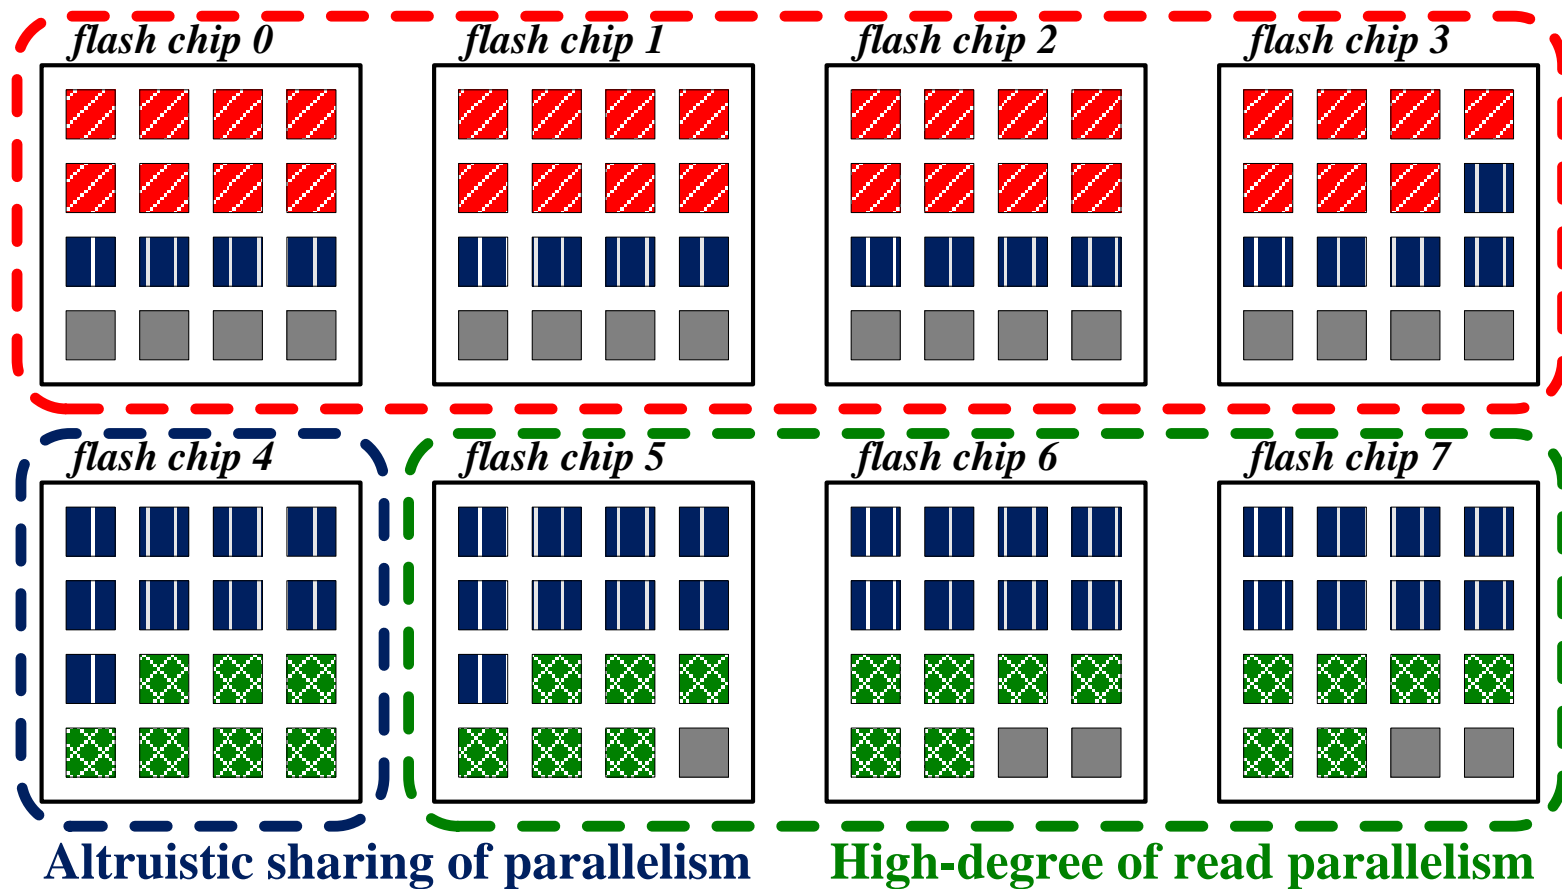 flash chip 0
flash chip 1
flash chip 2
flash chip 3
flash chip 4
flash chip 5
flash chip 6
flash chip 7
Altruistic sharing of parallelism
High-degree of read parallelism